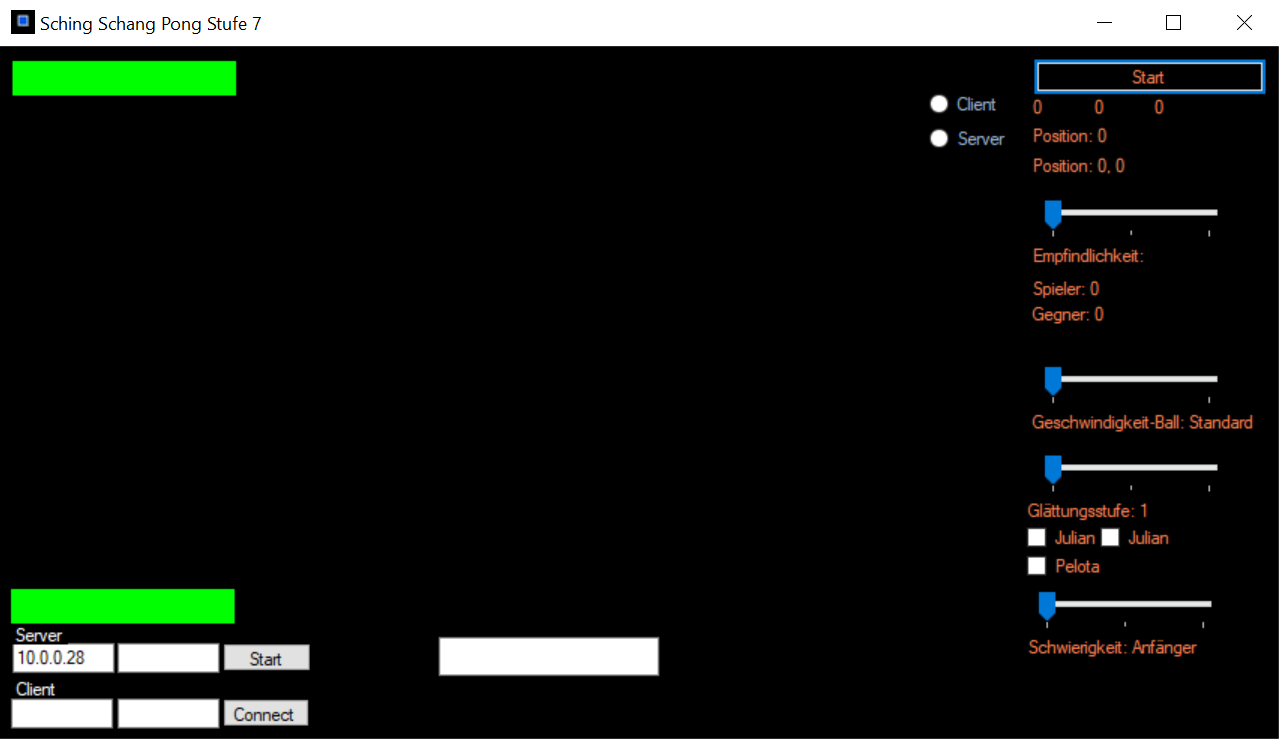 Sching Schang Pong Stufe 7
Start
Client
0 0 0
Server
Position: 0
Position: 0, 0
Empfindlichkeit:
Spieler: 0
Gegner: 0
Geschwindigkeit-Ball: Standard
Glättungsstufe: 1
Julian Julian
Pelota
Schwierigkeit: Anfänger
Server
10.0.0.28 Start
Client
Connect